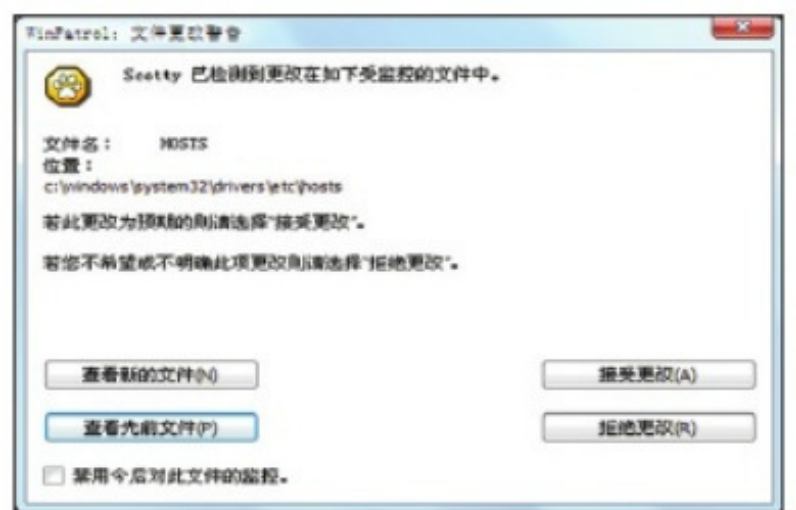 WinPatrol: 文件更改警告
Scotty 已检测到更改在如下受监控的文件中。
文件名： HOSTS
位置：
c:\windows\system32\drivers\etc\hosts
若此更改为预期的则请选择"接受更改"。
若您不希望或不明确此项更改则请选择"拒绝更改"。
查看新的文件(N)
接受更改(A)
查看先前文件(P)
拒绝更改(R)
禁用今后对此文件的监控。